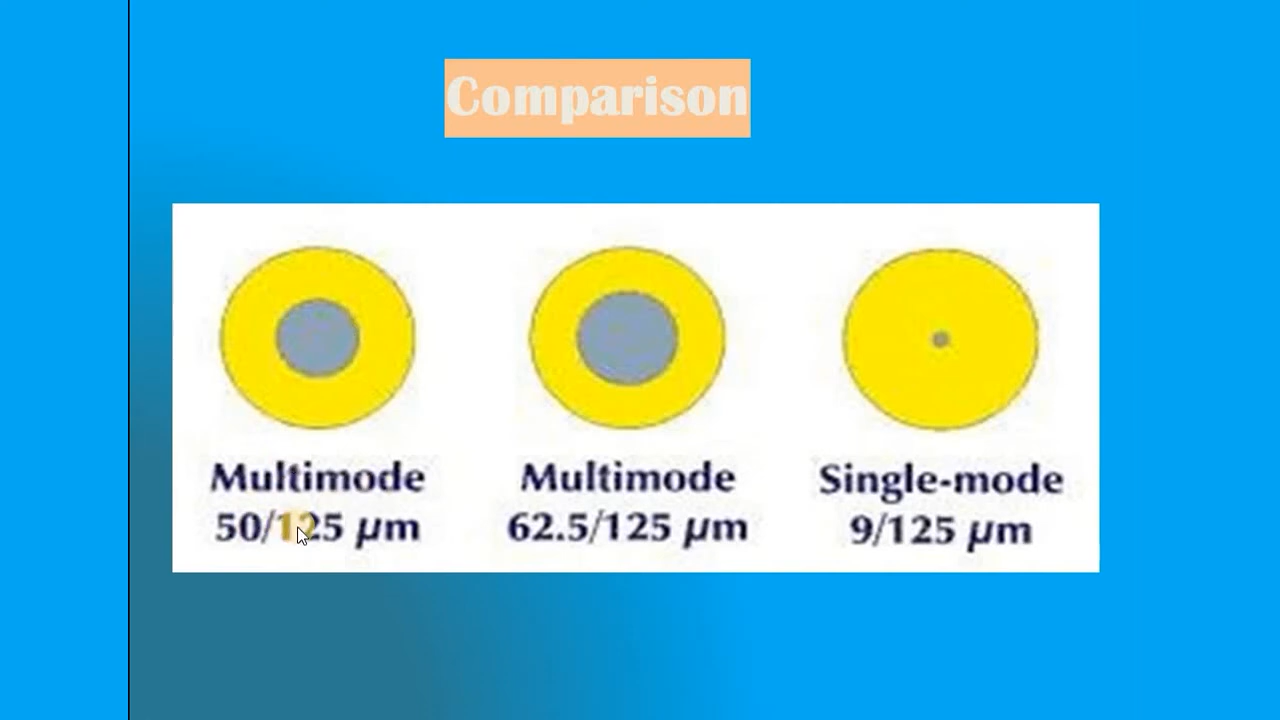 Comparison
Multimode
50/125 µm
Multimode
62.5/125 µm
Single-mode
9/125 µm